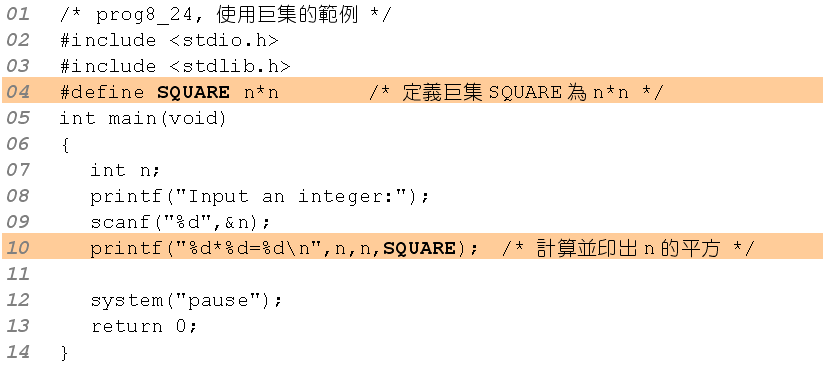 01 /* prog8_24, 使用巨集的範例 */
02 #include <stdio.h>
03 #include <stdlib.h>
04 #define SQUARE n*n /* 定義巨集 SQUARE 為 n*n */
05 int main(void)
06 {
07 int n;
08 printf("Input an integer:");
09 scanf("%d",&n);
10 printf("%d*%d=%d\n",n,n,SQUARE); /* 計算並印出 n 的平方 */
11
12 system("pause");
13 return 0;
14 }